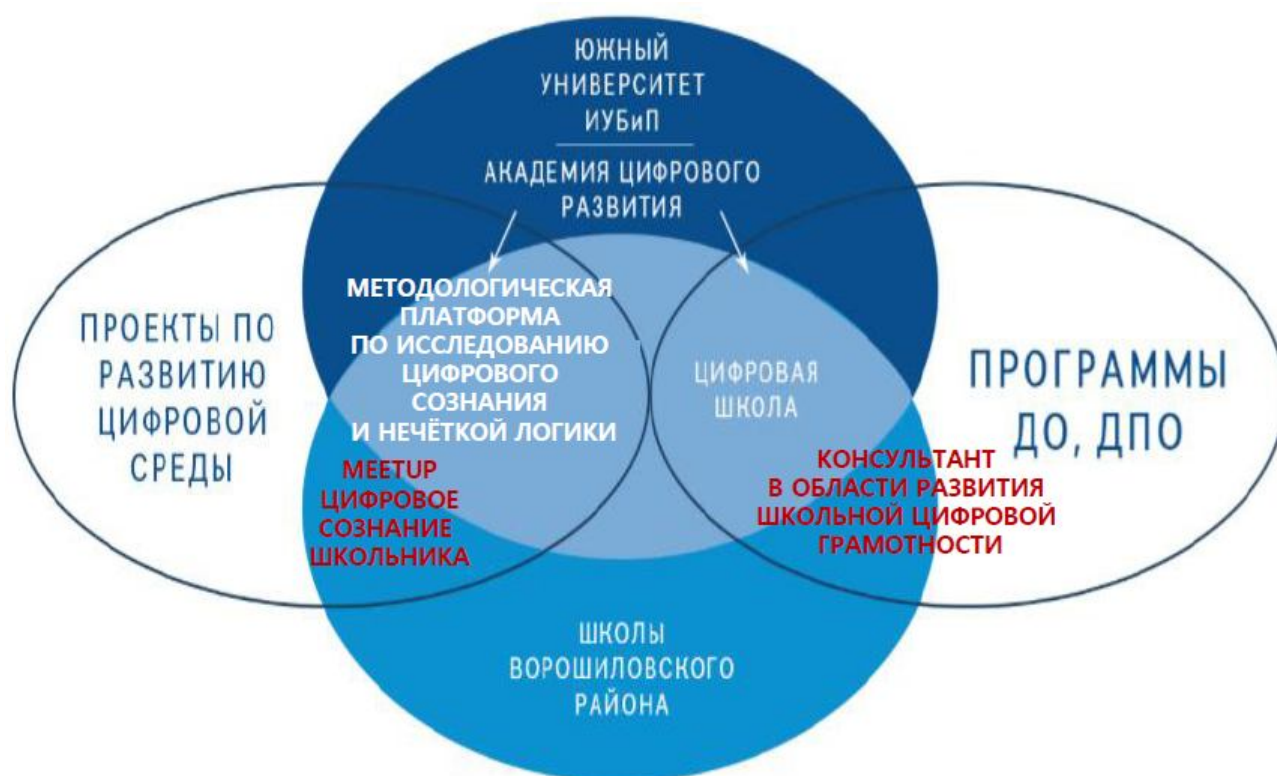 ЮЖНЫЙ
УНИВЕРСИТЕТ
ИУБиП
АКАДЕМИЯ ЦИФРОВОГО
РАЗВИТИЯ
МЕТОДОЛОГИЧЕСКАЯ
ПЛАТФОРМА
ПО ИССЛЕДОВАНИЮ
ЦИФРОВОГО
СОЗНАНИЯ
И НЕЧЁТКОЙ ЛОГИКИ
ПРОЕКТЫ ПО
РАЗВИТИЮ
ЦИФРОВОЙ
СРЕДЫ
ЦИФРОВАЯ
ШКОЛА
ПРОГРАММЫ
ДО, ДПО
MEETUP
ЦИФРОВОЕ
СОЗНАНИЕ
ШКОЛЬНИКА
КОНСУЛЬТАНТ
В ОБЛАСТИ РАЗВИТИЯ
ШКОЛЬНОЙ ЦИФРОВОЙ
ГРАМОТНОСТИ
ШКОЛЫ
ВОРОШИЛОВСКОГО
РАЙОНА